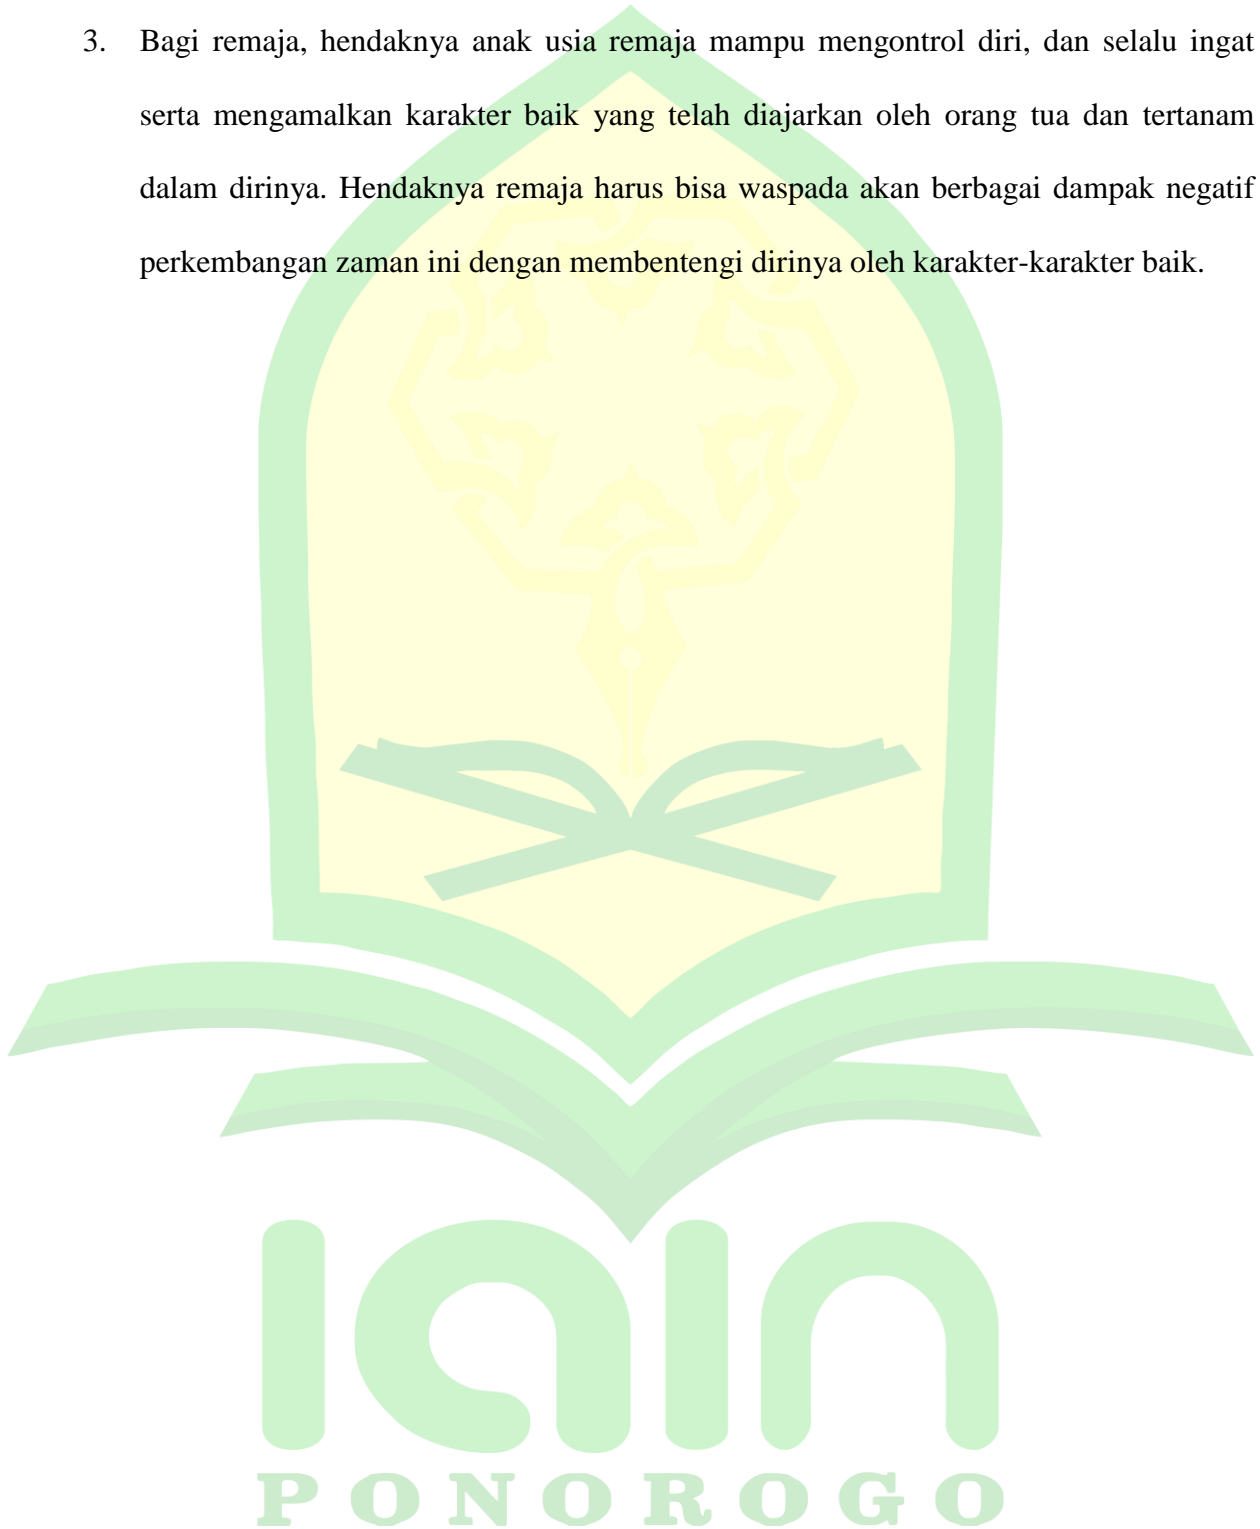 3. Bagi remaja, hendaknya anak usia remaja mampu mengontrol diri, dan selalu ingat
serta mengamalkan karakter baik yang telah diajarkan oleh orang tua dan tertanam
dalam dirinya. Hendaknya remaja harus bisa waspada akan berbagai dampak negatif
perkembangan zaman ini dengan membentengi dirinya oleh karakter-karakter baik.
iain
PONOROGO